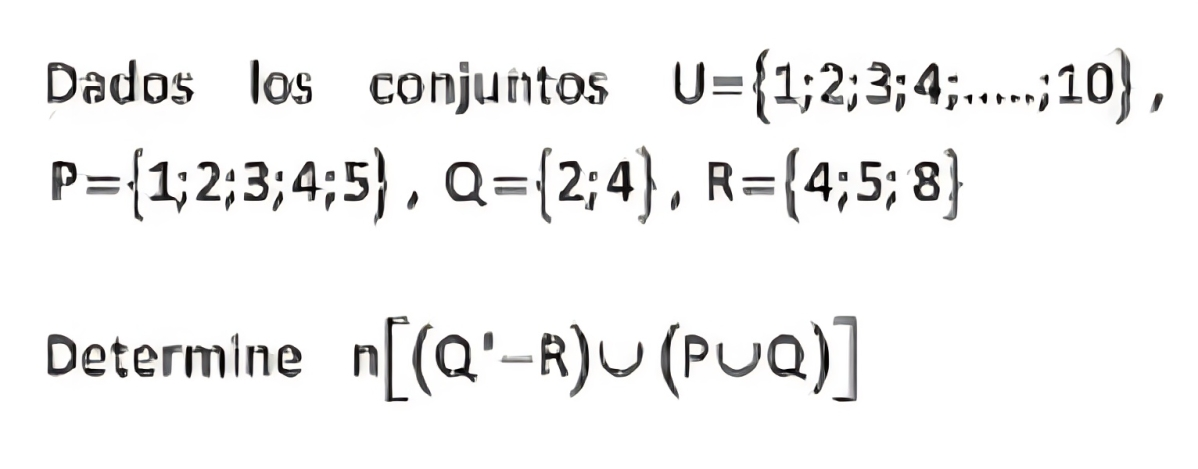 Dados los conjuntos U={1;2;3;4;.....;10},
P={1;2;3;4;5}, Q={2;4}, R={4;5;8}
Determine n[(Q'-R)∪(P∪Q)]